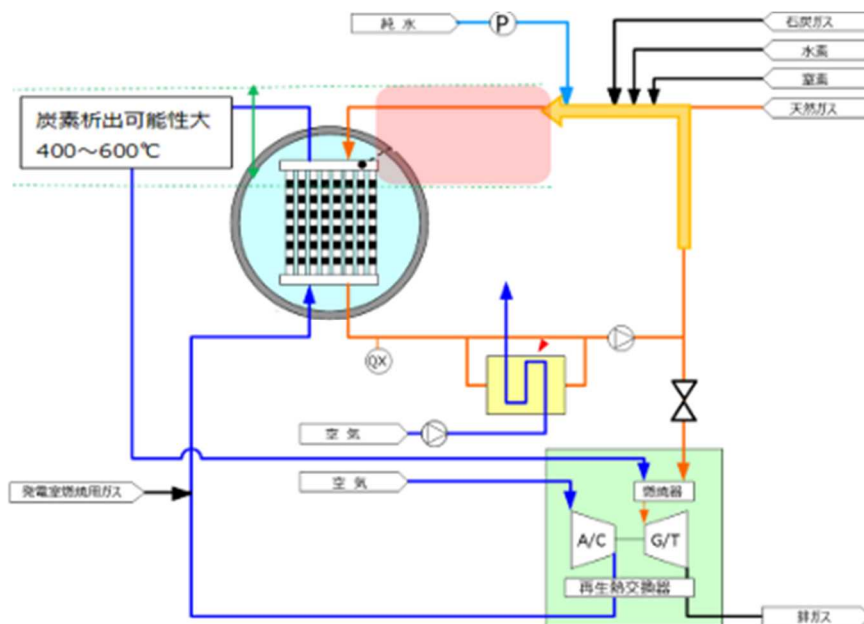 純水
P
石炭ガス
水素
窒素
天然ガス
炭素析出可能性大
400～600℃
QX
空気
発電室燃焼用ガス
空気
燃焼器
A/C
G/T
再生熱交換器
排ガス